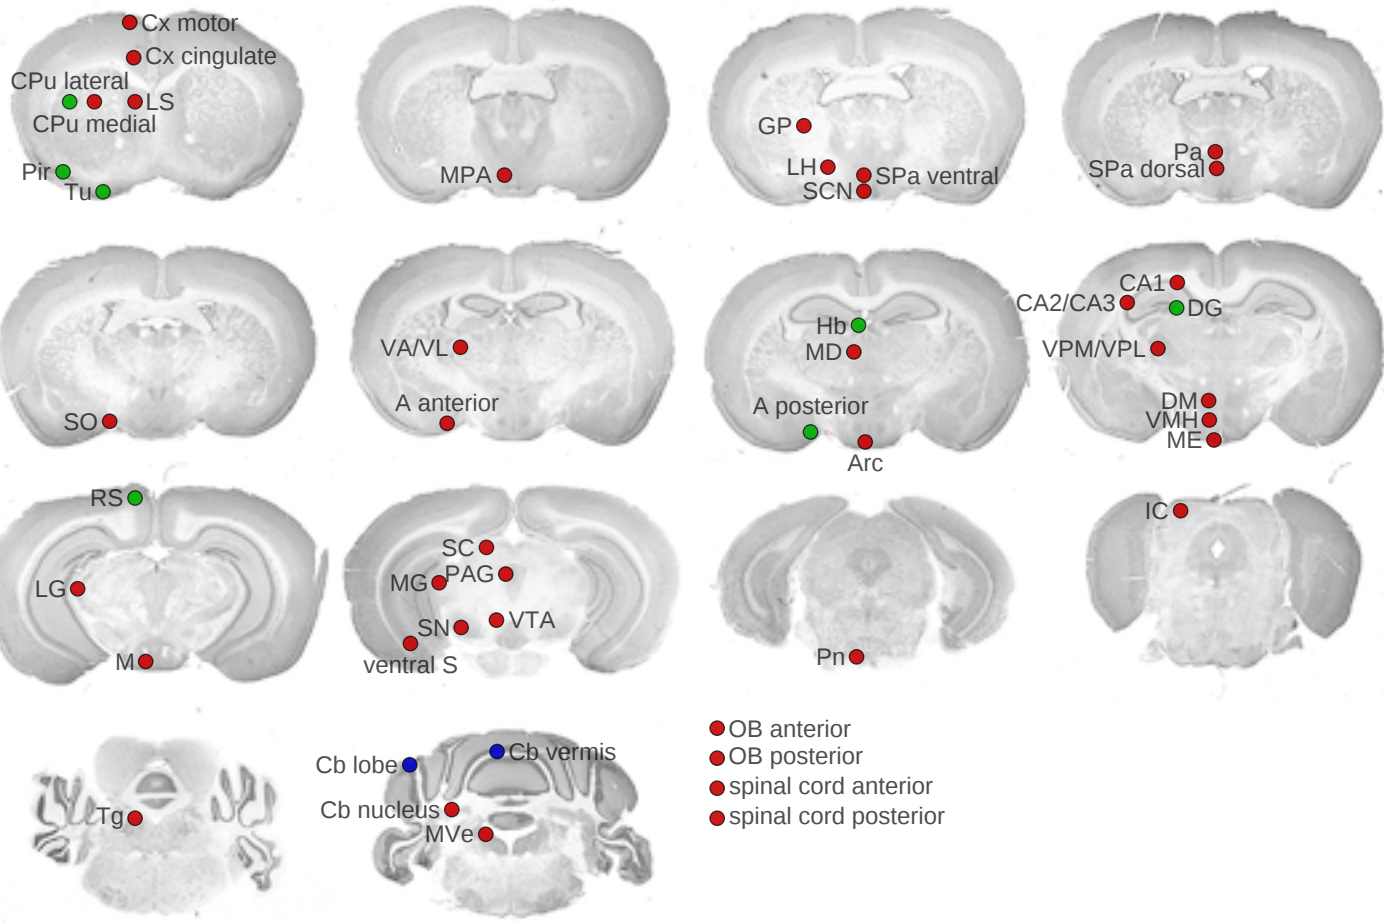 Cx motor
Cx cingulate
CPu lateral
LS
CPu medial
Pir
Tu
MPA
GP
LH
SPa ventral
SCN
Pa
SPa dorsal
SO
VA/VL
A anterior
Hb
MD
A posterior
Arc
CA1
CA2/CA3
DG
VPM/VPL
DM
VMH
ME
RS
LG
M
SC
MG
PAG
SN
VTA
ventral S
Pn
IC
Tg
Cb lobe
Cb vermis
Cb nucleus
MVe
OB anterior
OB posterior
spinal cord anterior
spinal cord posterior